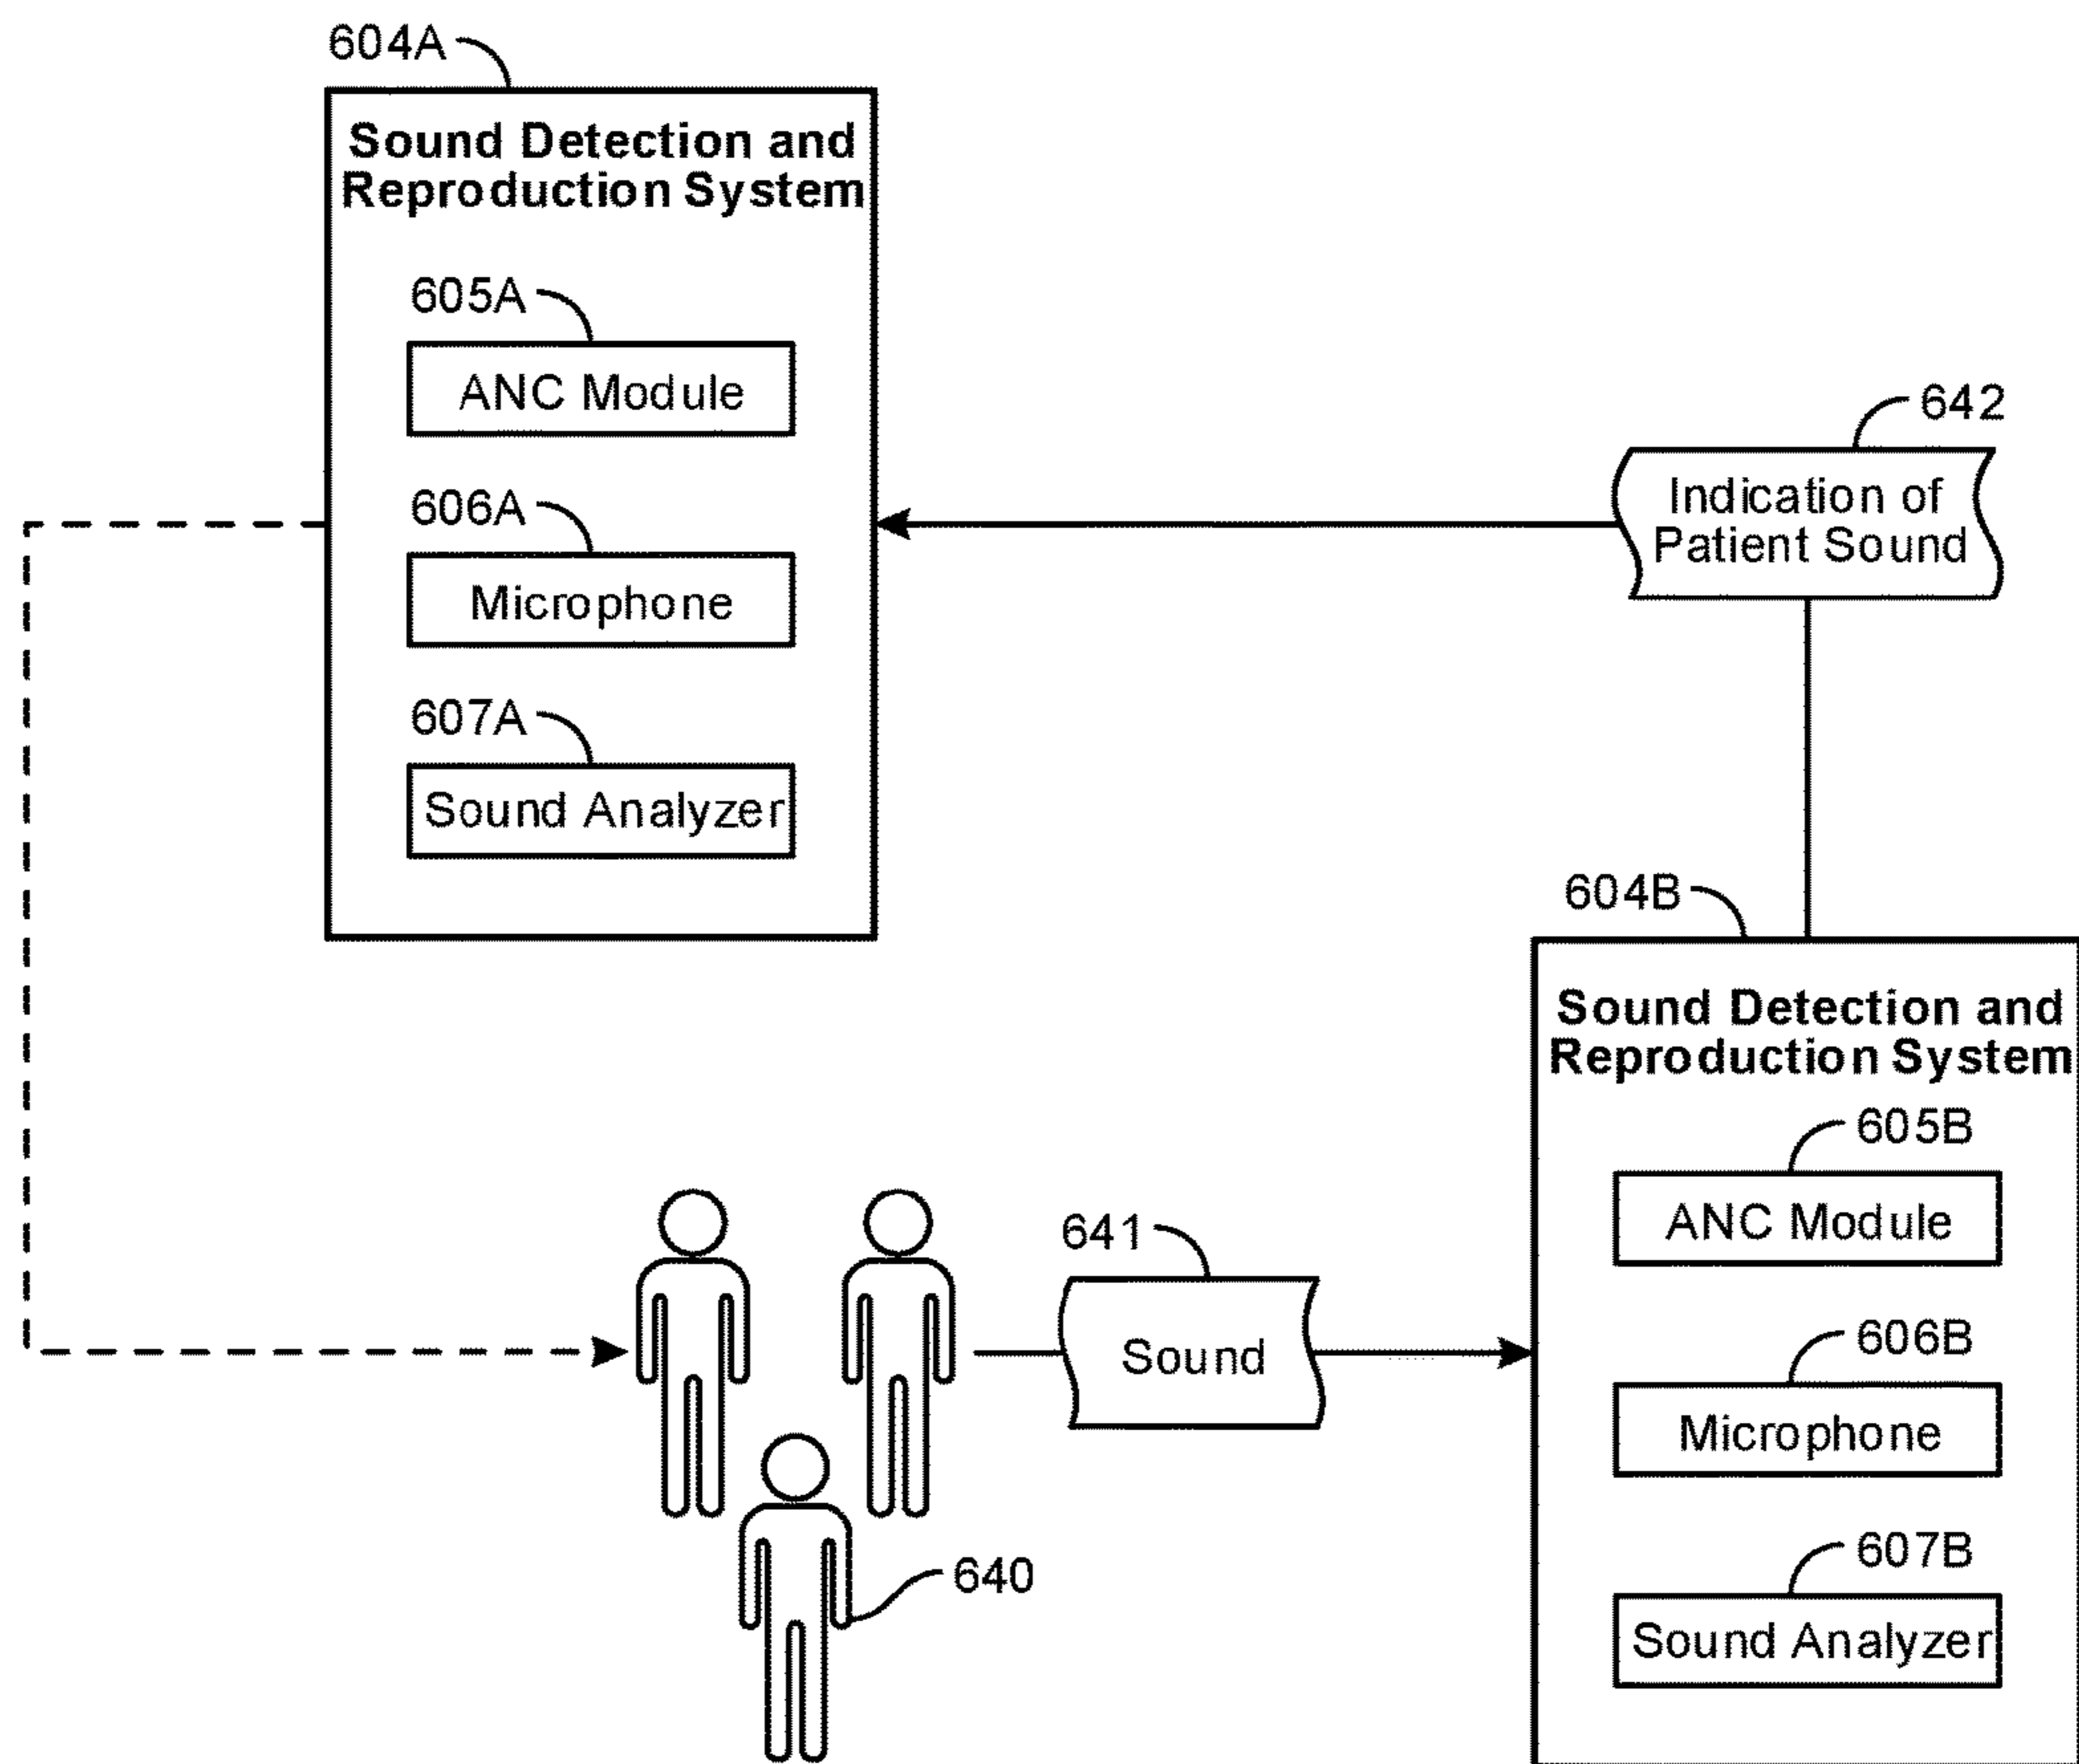 604A
Sound Detection and
Reproduction System
605A
ANC Module
606A
Microphone
607A
Sound Analyzer
642
Indication of
Patient Sound
604B
Sound Detection and
Reproduction System
605B
ANC Module
606B
Microphone
607B
Sound Analyzer
641
Sound
640